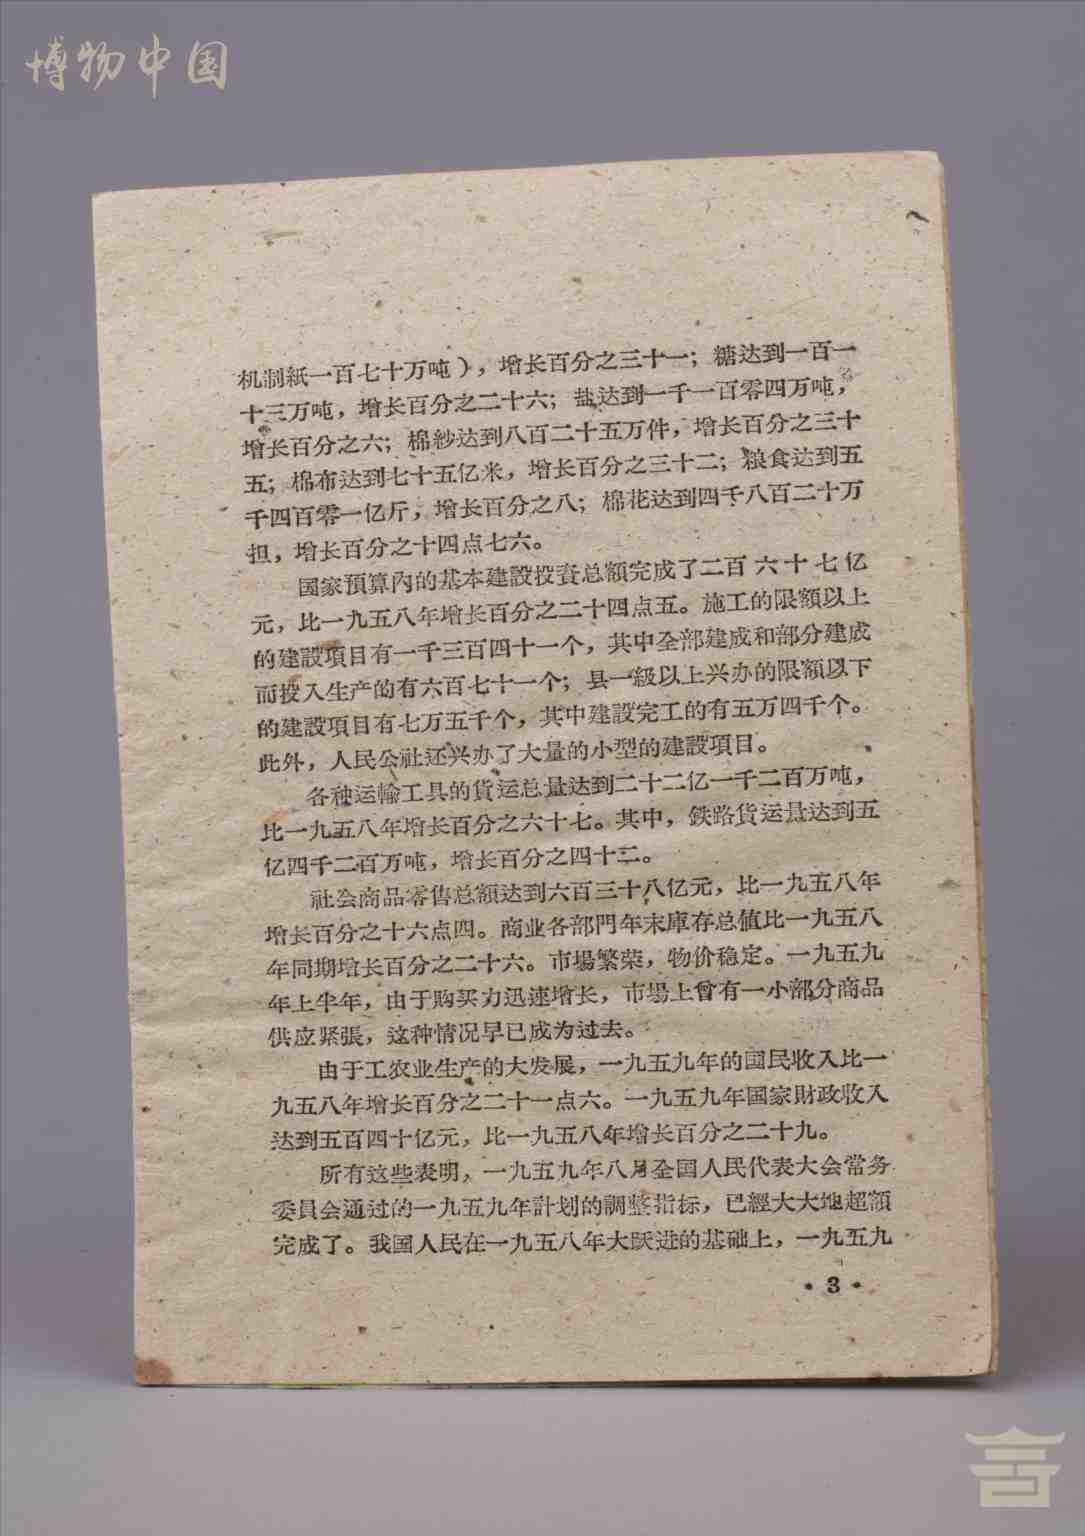 博物中国
机制紙一百七十万吨），增长百分之三十一；糖达到一百一
十三万吨，增长百分之二十六；盐达到一千一百零四万吨，
增长百分之六；棉紗达到八百二十五万件，增长百分之三十
五；棉布达到七十五亿米，增长百分之三十二；粮食达到五
千四百零一亿斤，增长百分之八；棉花达到四千八百二十万
担，增长百分之十四点七六。
国家預算內的基本建設投資总額完成了二百六十七亿
元，比一九五八年增长百分之二十四点五。施工的限額以上
的建設項目有一千三百四十一个，其中全部建成和部分建成
而投入生产的有六百七十一个；县一級以上兴办的限額以下
的建設項目有七万五千个，其中建設完工的有五万四千个。
此外，人民公社还兴办了大量的小型的建設項目。
各种运輸工具的貨运总量达到二十二亿一千二百万吨，
比一九五八年增长百分之六十七。其中，鉄路貨运量达到五
亿四千二百万吨，增长百分之四十二。
社会商品零售总額达到六百三十八亿元，比一九五八年
增长百分之十六点四。商业各部門年末庫存总值比一九五八
年同期增长百分之二十六。市場繁荣，物价稳定。一九五九
年上半年，由于购买力迅速增长，市場上曾有一小部分商品
供应紧張，这种情况早已成为过去。
由于工农业生产的大发展，一九五九年的国民收入比一
九五八年增长百分之二十一点六。一九五九年国家財政收入
达到五百四十亿元，比一九五八年增长百分之二十九。
所有这些表明，一九五九年八月全国人民代表大会常务
委員会通过的一九五九年計划的調整指标，已經大大地超額
完成了。我国人民在一九五八年大跃进的基础上，一九五九
• 3 •